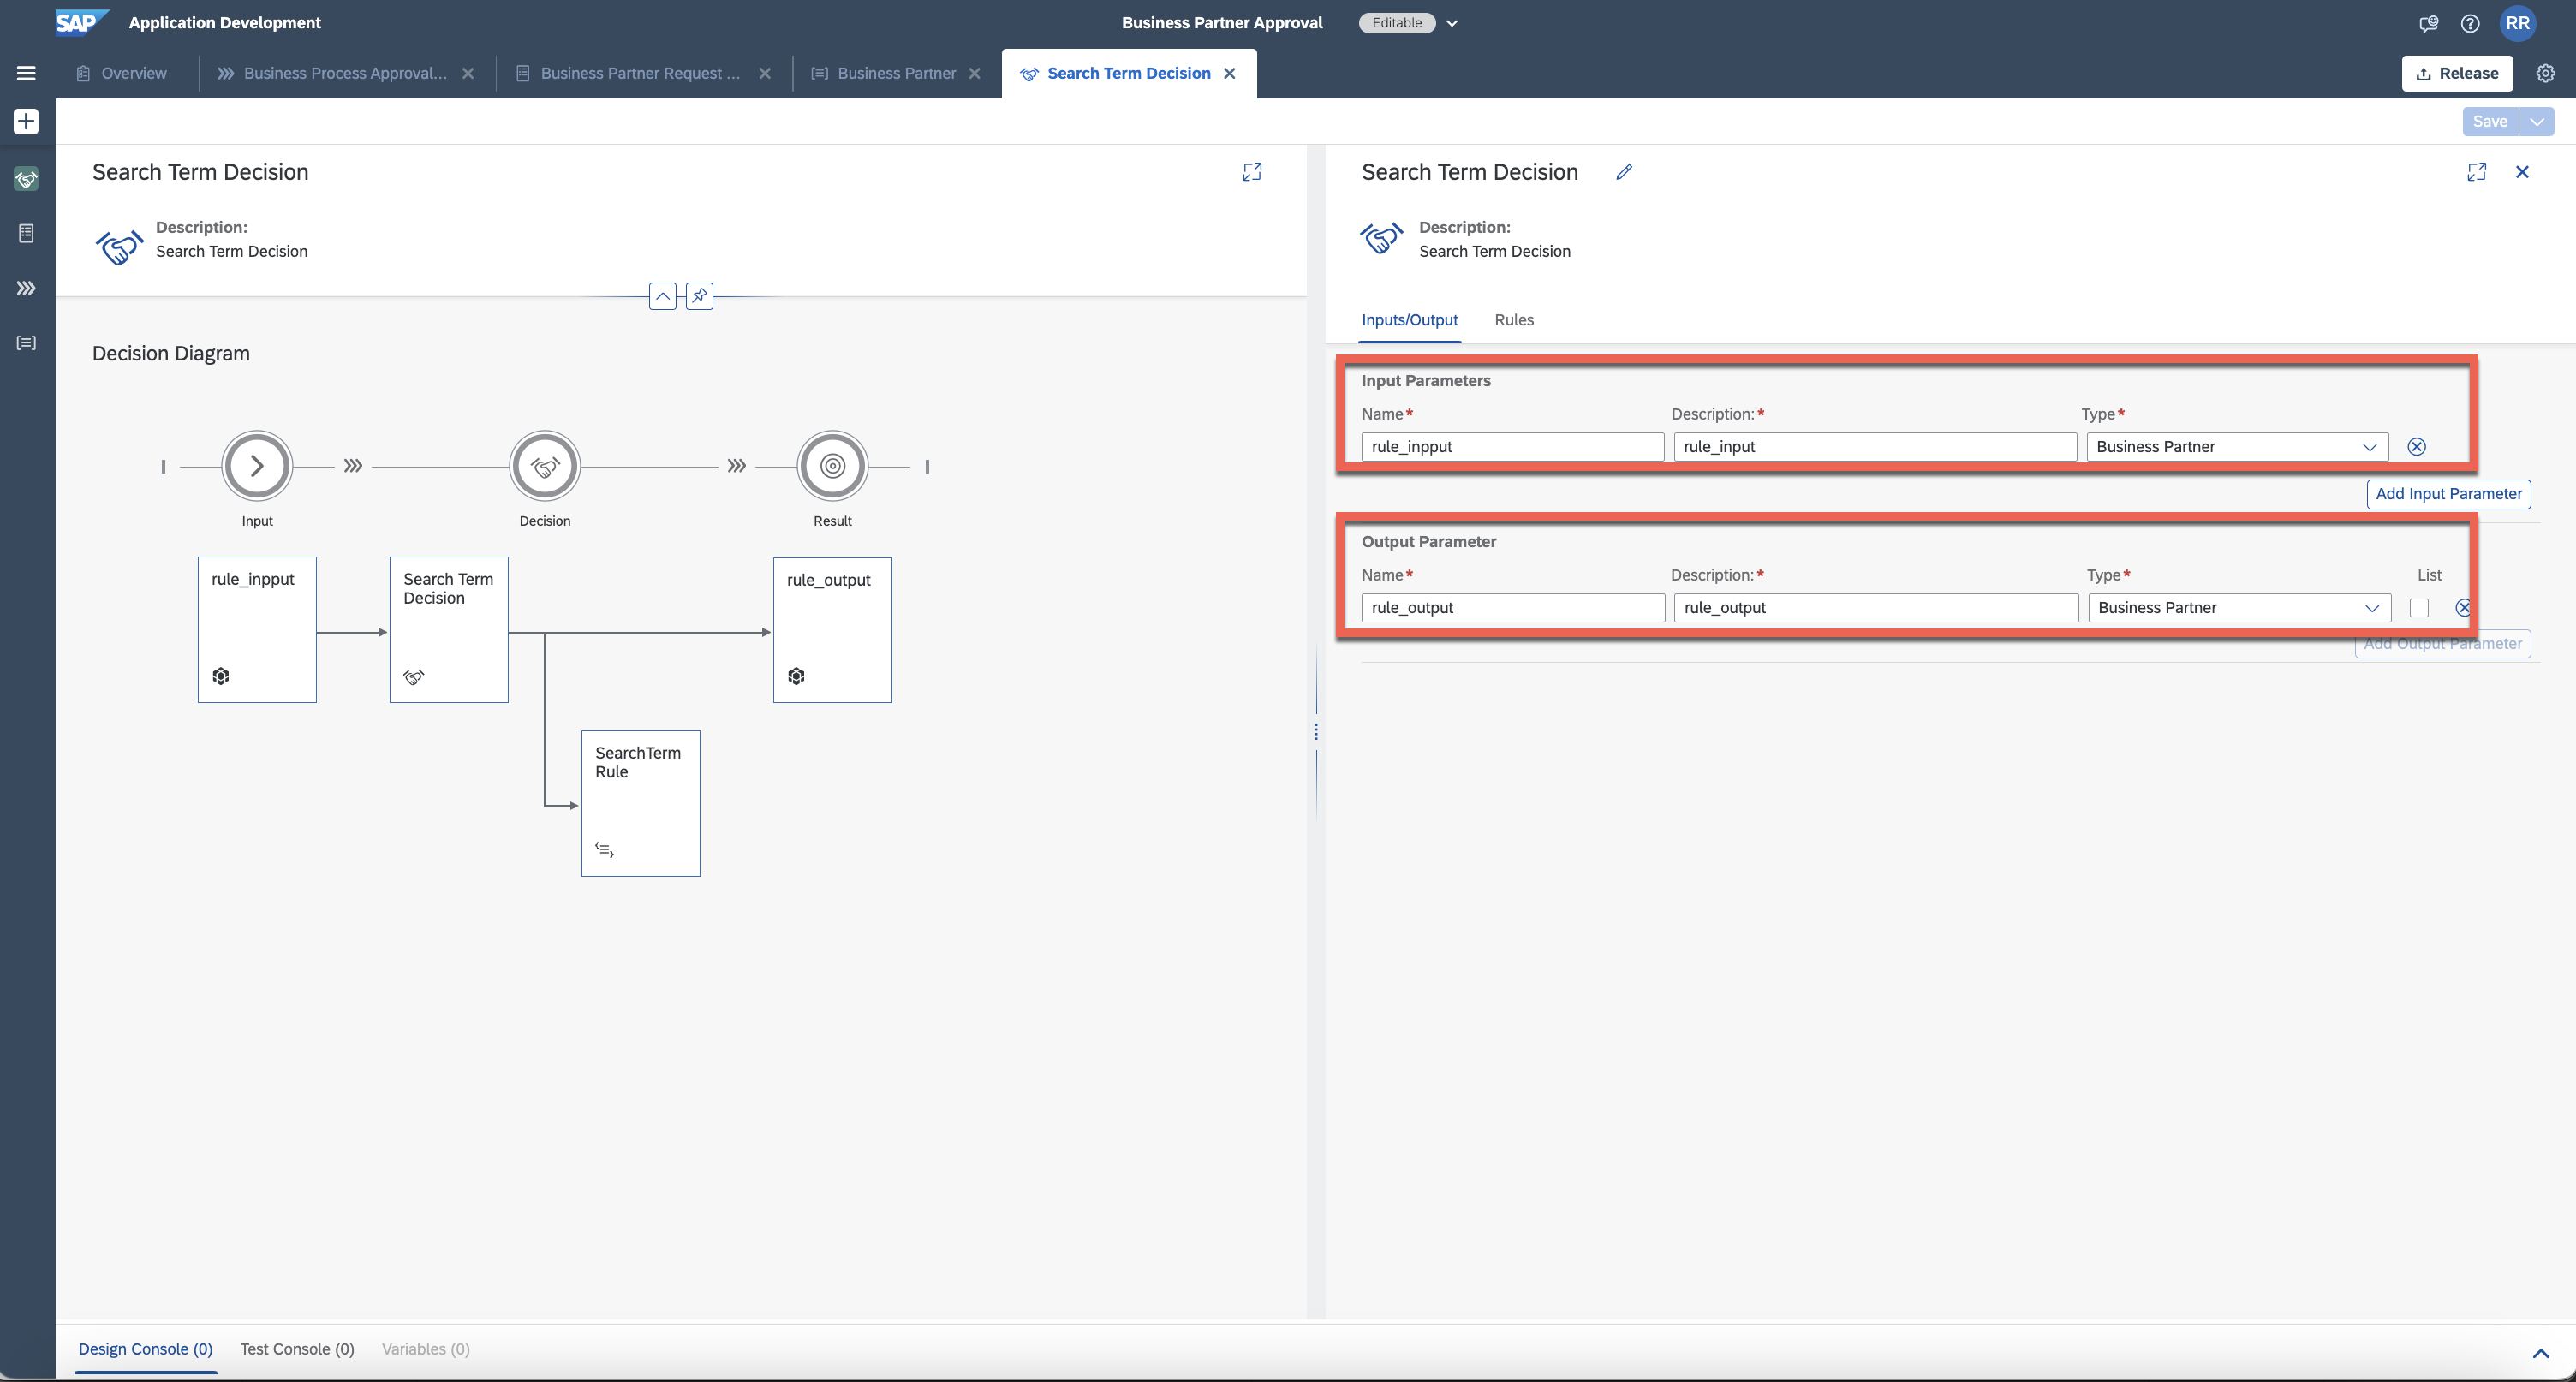 SAP Application Development
Business Partner Approval
Editable
RR
Overview
Business Process Approval...
Business Partner Request ...
Business Partner
Search Term Decision
Release
Save
Search Term Decision
Description:
Search Term Decision
Decision Diagram
Input
Decision
Result
rule_inpput
Search Term
Decision
rule_output
SearchTerm
Rule
Search Term Decision
Description:
Search Term Decision
Inputs/Output
Rules
Input Parameters
Name*
Description:*
Type*
rule_inpput
rule_input
Business Partner
Add Input Parameter
Output Parameter
Name*
Description:*
Type*
List
rule_output
rule_output
Business Partner
Add Output Parameter
Design Console (0)
Test Console (0)
Variables (0)